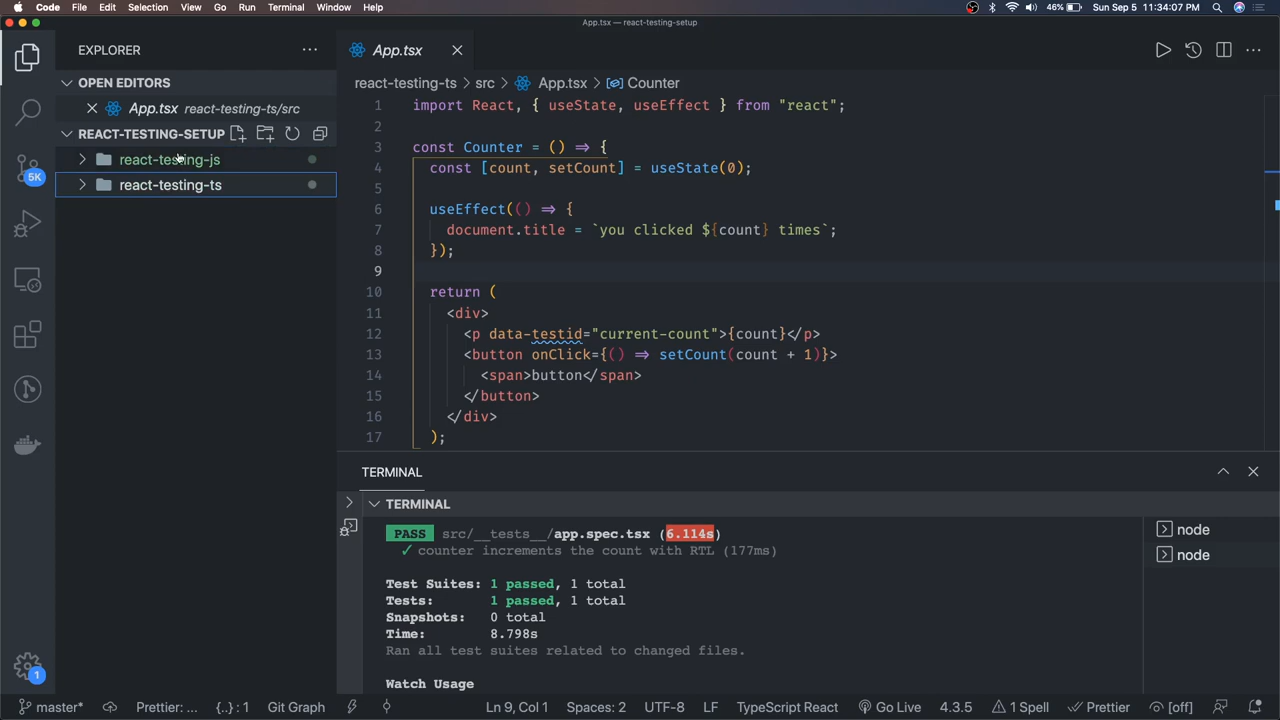 Code File Edit Selection View Go Run Terminal Window Help 46% Sun Sep 5 11:34:07
App.tsx — react-testing-setup
EXPLORER
OPEN EDITORS
App.tsx react-testing-ts/src
REACT-TESTING-SETUP
react-testing-js
react-testing-ts
5K
1
App.tsx
react-testing-ts > src > App.tsx > Counter
1 import React, { useState, useEffect } from "react";
2
3 const Counter = () => {
4 const [count, setCount] = useState(0);
5
6 useEffect(() => {
7 document.title = `you clicked ${count} times`;
8 });
9
10 return (
11 <div>
12 <p data-testid="current-count">{count}</p>
13 <button onClick={() => setCount(count + 1)}>
14 <span>button</span>
15 </button>
16 </div>
17 );
TERMINAL
TERMINAL
PASS src/__tests__/app.spec.tsx (6.114s)
✓ counter increments the count with RTL (177ms)
Test Suites: 1 passed, 1 total
Tests: 1 passed, 1 total
Snapshots: 0 total
Time: 8.798s
Ran all test suites related to changed files.
Watch Usage
node
node
master* Prettier: ... {..} : 1 Git Graph Ln 9, Col 1 Spaces: 2 UTF-8 LF TypeScript React Go Live 4.3.5 1 Spell Prettier [off]